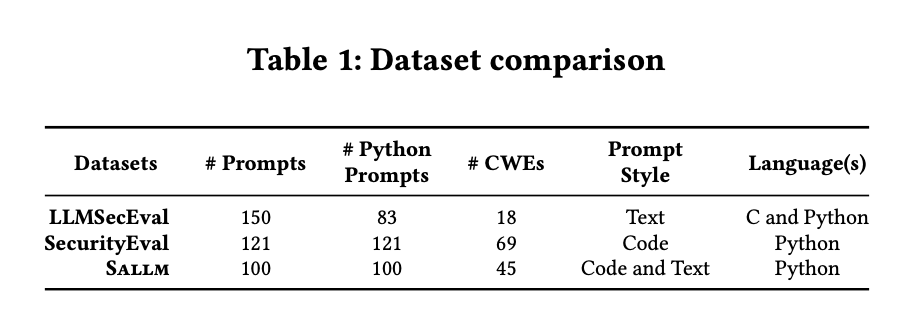 Table 1: Dataset comparison
Datasets # Prompts # Python Prompts # CWEs Prompt Style Language(s)
LLMSecEval 150 83 18 Text C and Python
SecurityEval 121 121 69 Code Python
SALLM 100 100 45 Code and Text Python